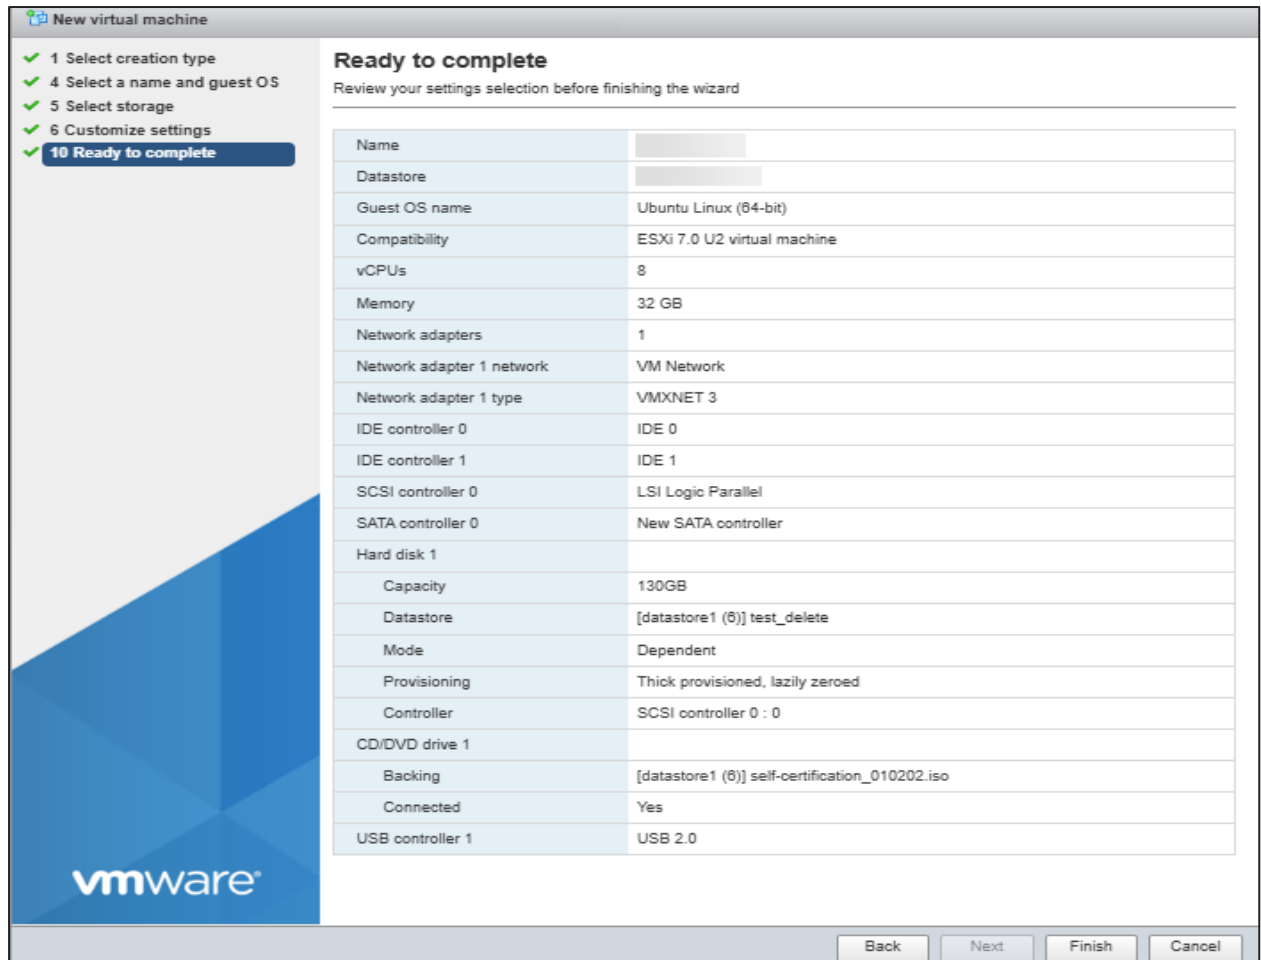 New virtual machine
1 Select creation type
4 Select a name and guest OS
5 Select storage
6 Customize settings
10 Ready to complete
Ready to complete
Review your settings selection before finishing the wizard
Name
Datastore
Guest OS name Ubuntu Linux (64-bit)
Compatibility ESXi 7.0 U2 virtual machine
vCPUs 8
Memory 32 GB
Network adapters 1
Network adapter 1 network VM Network
Network adapter 1 type VMXNET 3
IDE controller 0 IDE 0
IDE controller 1 IDE 1
SCSI controller 0 LSI Logic Parallel
SATA controller 0 New SATA controller
Hard disk 1
Capacity 130GB
Datastore [datastore1 (6)] test_delete
Mode Dependent
Provisioning Thick provisioned, lazily zeroed
Controller SCSI controller 0 : 0
CD/DVD drive 1
Backing [datastore1 (6)] self-certification_010202.iso
Connected Yes
USB controller 1 USB 2.0
vmware®
Back Next Finish Cancel